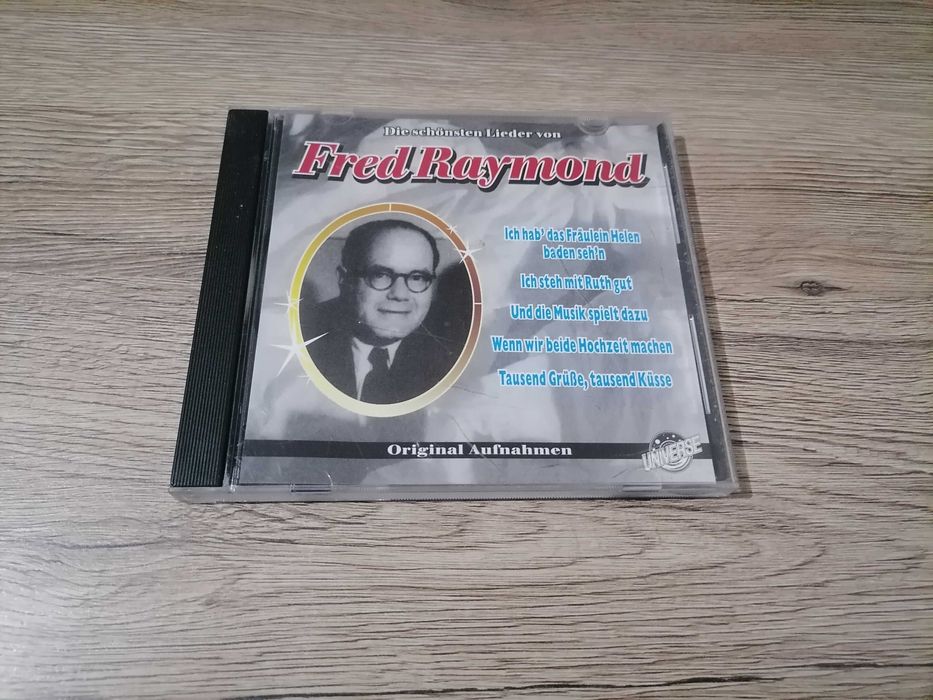 Die schönsten Lieder von
Fred Raymond
Ich hab' das Fräulein Helen
baden seh'n
Ich steh mit Ruth gut
Und die Musik spielt dazu
Wenn wir beide Hochzeit machen
Tausend Grüße, tausend Küsse
Original Aufnahmen
UNIVERSE